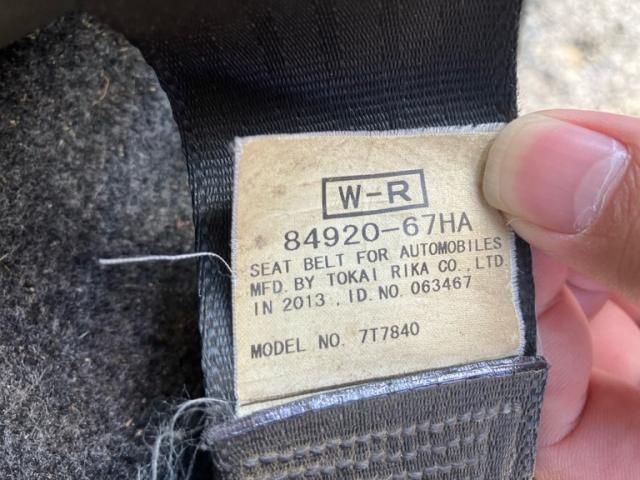 W-R
84920-67HA
SEAT BELT FOR AUTOMOBILES
MFD. BY TOKAI RIKA CO., LTD.
IN 2013 , ID. NO. 063467
MODEL NO. 7T7840